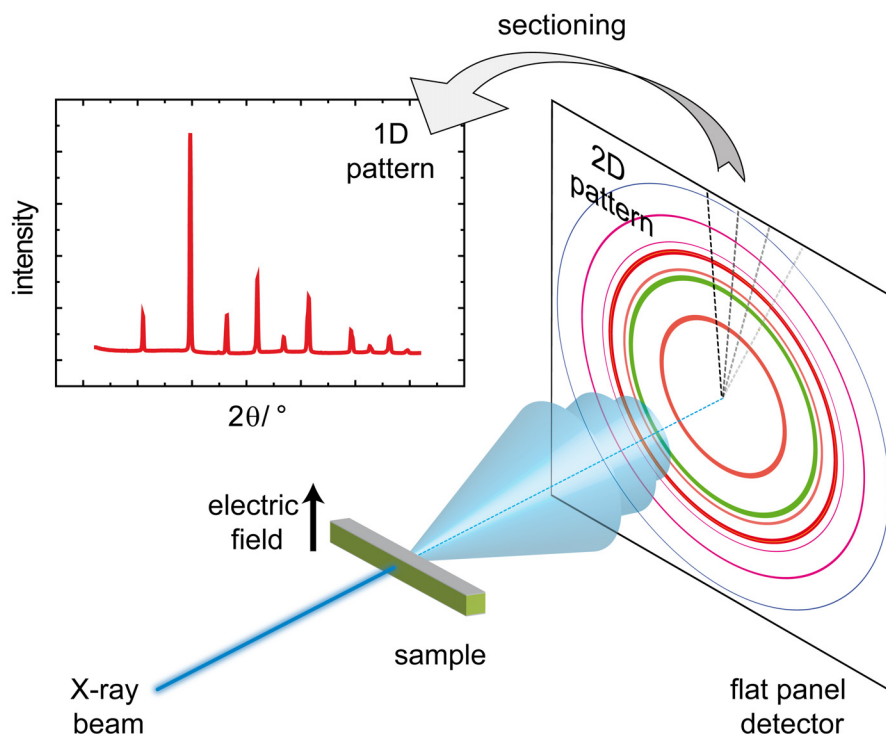 sectioning
1D
pattern
2D
pattern
intensity
2θ/ °
electric
field
sample
X-ray
beam
flat panel
detector